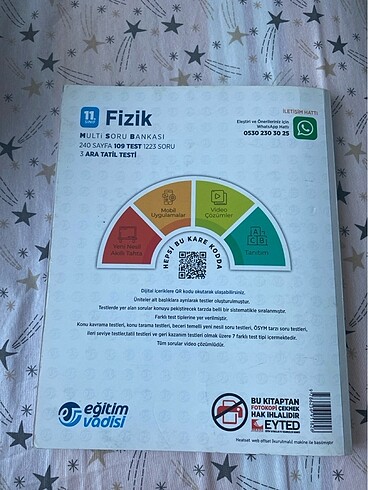 11.
SINIF
Fizik
MULTİ SORU BANKASI
240 SAYFA 109 TEST 1223 SORU
3 ARA TATİL TESTİ
İLETİŞİM HATTI
Eleştiri ve Önerileriniz için
WhatsApp Hattı
0530 230 30 25
Yeni Nesil
Akıllı Tahta
Mobil
Uygulamalar
Video
Çözümler
A
C B
Tanıtım
HEPSİ BU KARE KODDA
Dijital içeriklere QR kodu okutarak ulaşabilirsiniz.
Üniteler alt başlıklara ayrılarak testler oluşturulmuştur.
Testlerde yer alan sorular konuyu pekiştirecek tarzda belli bir sistematikle sıralanmıştır.
Farklı test tiplerine yer verilmiştir.
Konu kavrama testleri, konu tarama testleri, beceri temelli yeni nesil soru testleri, ÖSYM tarzı soru testleri,
ileri seviye testler,tatil testleri ve geri kazanım testleri olmak üzere 7 farklı test tipi içermektedir.
Tüm sorular video çözümlüdür.
eğitim
vadisi
BU KİTAPTAN
FOTOKOPİ ÇEKMEK
HAK İHLALİDİR
EYTED